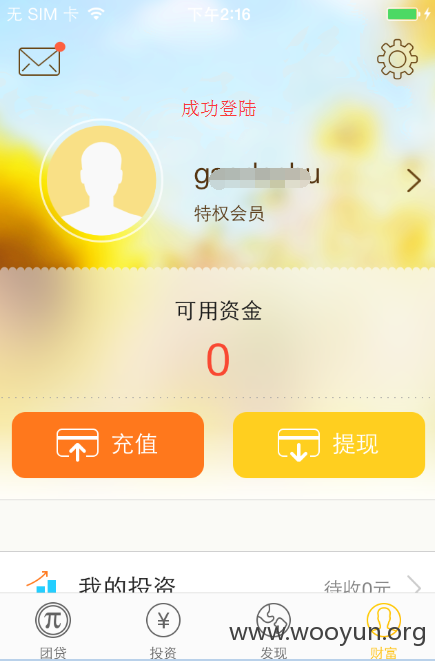 无 SIM 卡 下午2:16
成功登陆
特权会员
可用资金
0
充值 提现
我的投资 待收0元
团贷 投资 发现 财富
www.wooyun.org